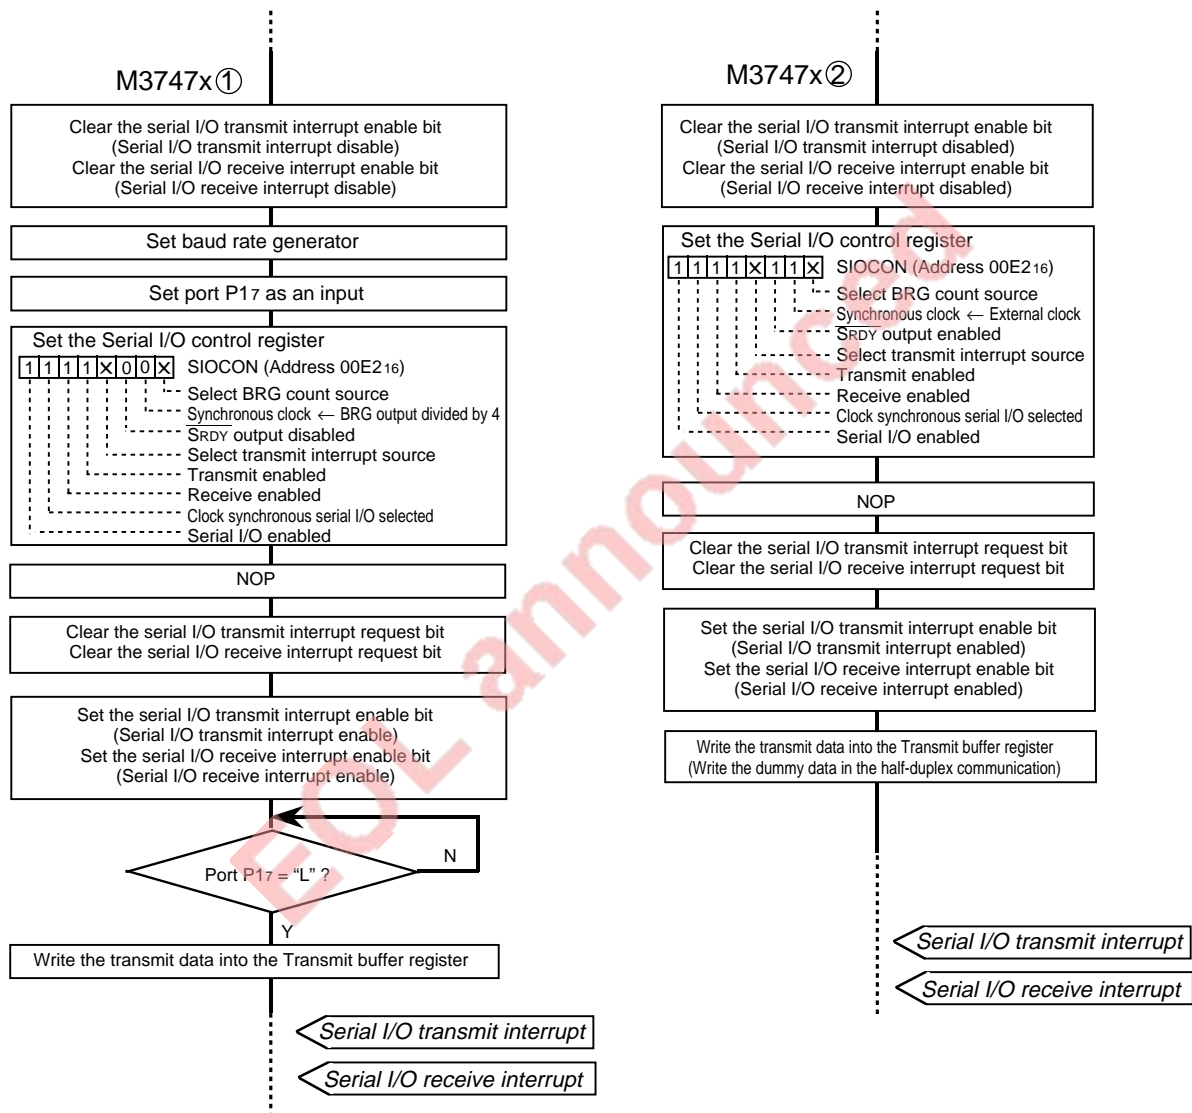 M3747x①
Clear the serial I/O transmit interrupt enable bit
(Serial I/O transmit interrupt disable)
Clear the serial I/O receive interrupt enable bit
(Serial I/O receive interrupt disable)
Set baud rate generator
Set port P17 as an input
Set the Serial I/O control register
1 1 1 1 × 0 0 × SIOCON (Address 00E216)
Select BRG count source
Synchronous clock ← BRG output divided by 4
SRDY output disabled
Select transmit interrupt source
Transmit enabled
Receive enabled
Clock synchronous serial I/O selected
Serial I/O enabled
NOP
Clear the serial I/O transmit interrupt request bit
Clear the serial I/O receive interrupt request bit
Set the serial I/O transmit interrupt enable bit
(Serial I/O transmit interrupt enable)
Set the serial I/O receive interrupt enable bit
(Serial I/O receive interrupt enable)
Port P17 = “L” ?
N
Y
Write the transmit data into the Transmit buffer register
Serial I/O transmit interrupt
Serial I/O receive interrupt
M3747x②
Clear the serial I/O transmit interrupt enable bit
(Serial I/O transmit interrupt disabled)
Clear the serial I/O receive interrupt enable bit
(Serial I/O receive interrupt disabled)
Set the Serial I/O control register
1 1 1 1 × 1 1 × SIOCON (Address 00E216)
Select BRG count source
Synchronous clock ← External clock
SRDY output enabled
Select transmit interrupt source
Transmit enabled
Receive enabled
Clock synchronous serial I/O selected
Serial I/O enabled
NOP
Clear the serial I/O transmit interrupt request bit
Clear the serial I/O receive interrupt request bit
Set the serial I/O transmit interrupt enable bit
(Serial I/O transmit interrupt enabled)
Set the serial I/O receive interrupt enable bit
(Serial I/O receive interrupt enabled)
Write the transmit data into the Transmit buffer register
(Write the dummy data in the half-duplex communication)
Serial I/O transmit interrupt
Serial I/O receive interrupt
EOL announced